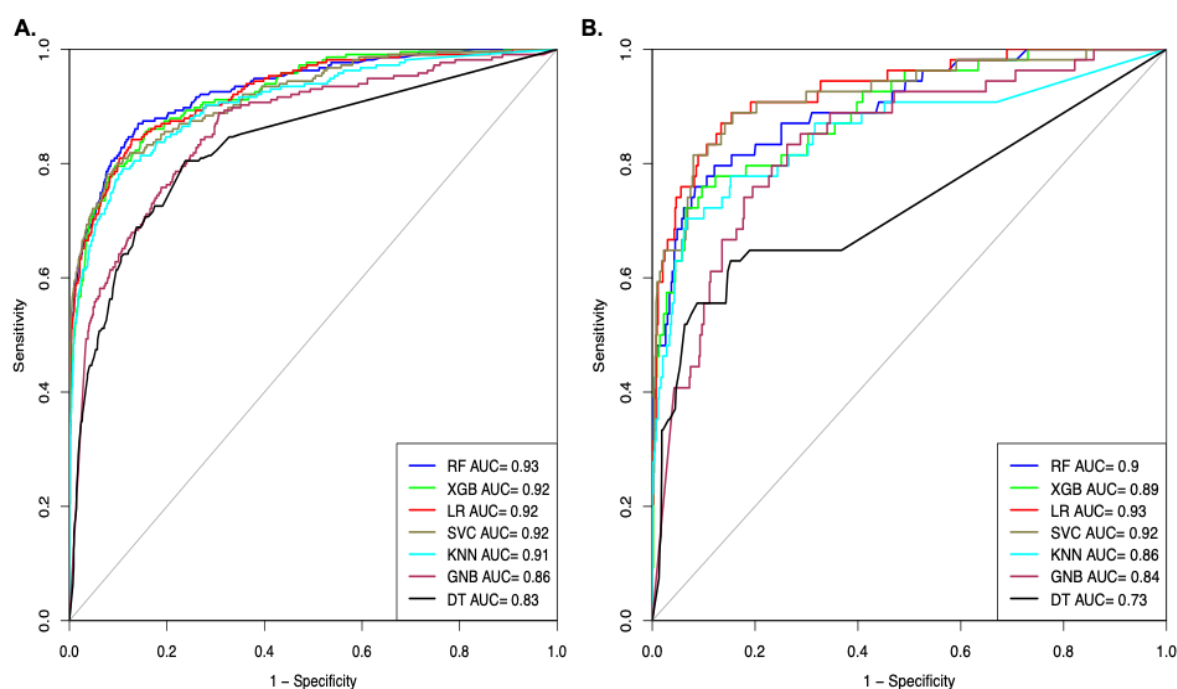 A.
1.0
0.8
0.6
0.4
0.2
0.0
Sensitivity
0.0
0.2
0.4
0.6
0.8
1.0
1 − Specificity
RF AUC= 0.93
XGB AUC= 0.92
LR AUC= 0.92
SVC AUC= 0.92
KNN AUC= 0.91
GNB AUC= 0.86
DT AUC= 0.83
B.
1.0
0.8
0.6
0.4
0.2
0.0
Sensitivity
0.0
0.2
0.4
0.6
0.8
1.0
1 − Specificity
RF AUC= 0.9
XGB AUC= 0.89
LR AUC= 0.93
SVC AUC= 0.92
KNN AUC= 0.86
GNB AUC= 0.84
DT AUC= 0.73